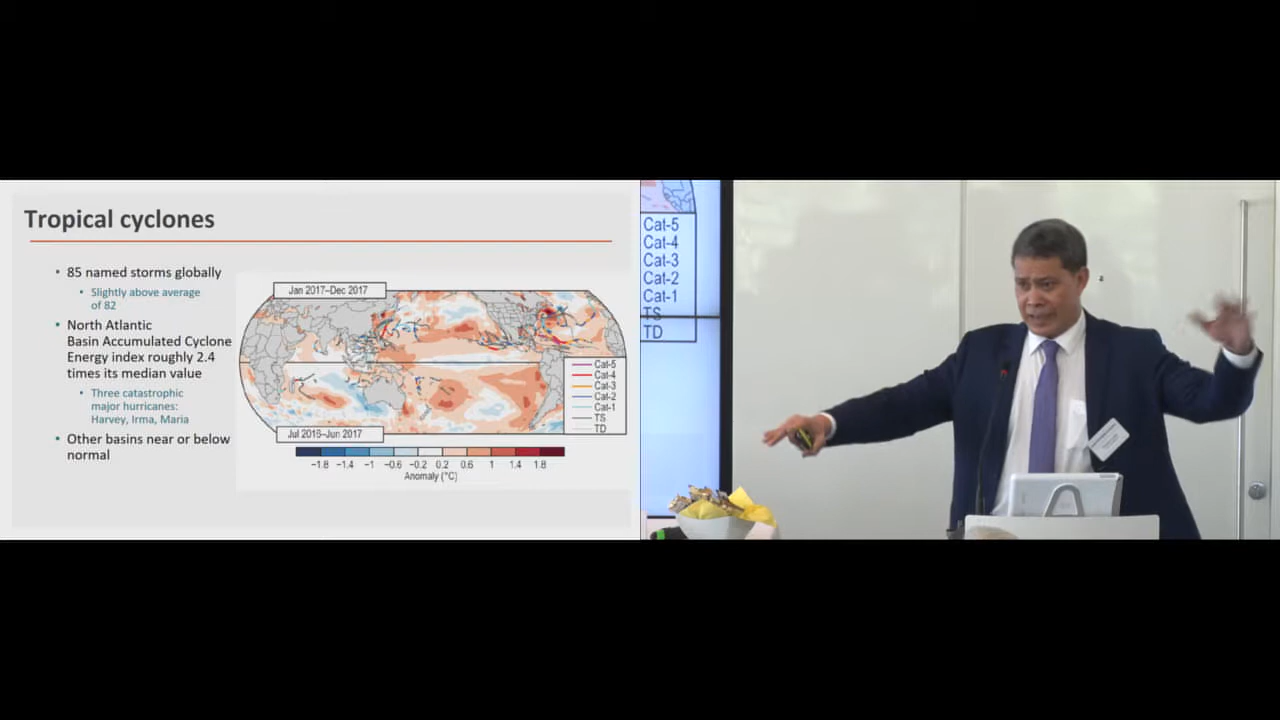 Tropical cyclones
85 named storms globally
Slightly above average
of 82
North Atlantic
Basin Accumulated Cyclone
Energy index roughly 2.4
times its median value
Three catastrophic
major hurricanes:
Harvey, Irma, Maria
Other basins near or below
normal
Jan 2017–Dec 2017
Cat-5
Cat-4
Cat-3
Cat-2
Cat-1
TS
TD
Jul 2016–Jun 2017
−1.8 −1.4 −1 −0.6 −0.2 0.2 0.6 1 1.4 1.8
Anomaly (°C)
Cat-5
Cat-4
Cat-3
Cat-2
Cat-1
TS
TD